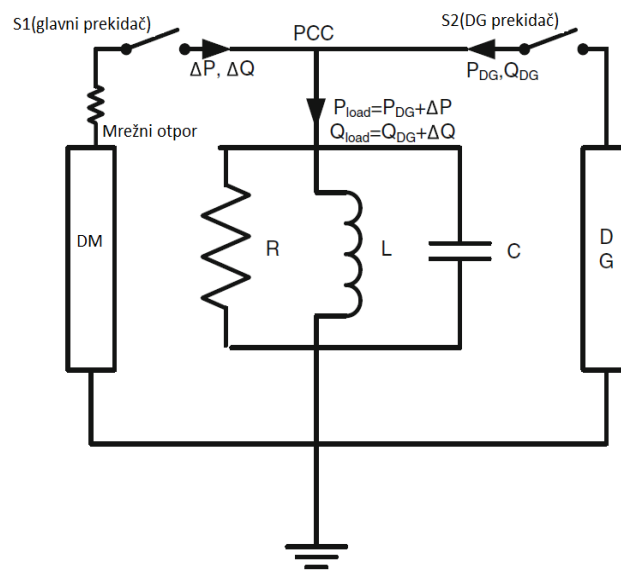 S1(glavni prekidač)
S2(DG prekidač)
PCC
ΔP, ΔQ
P_DG,Q_DG
P_load=P_DG+ΔP
Q_load=Q_DG+ΔQ
Mrežni otpor
DM
R
L
C
D
G